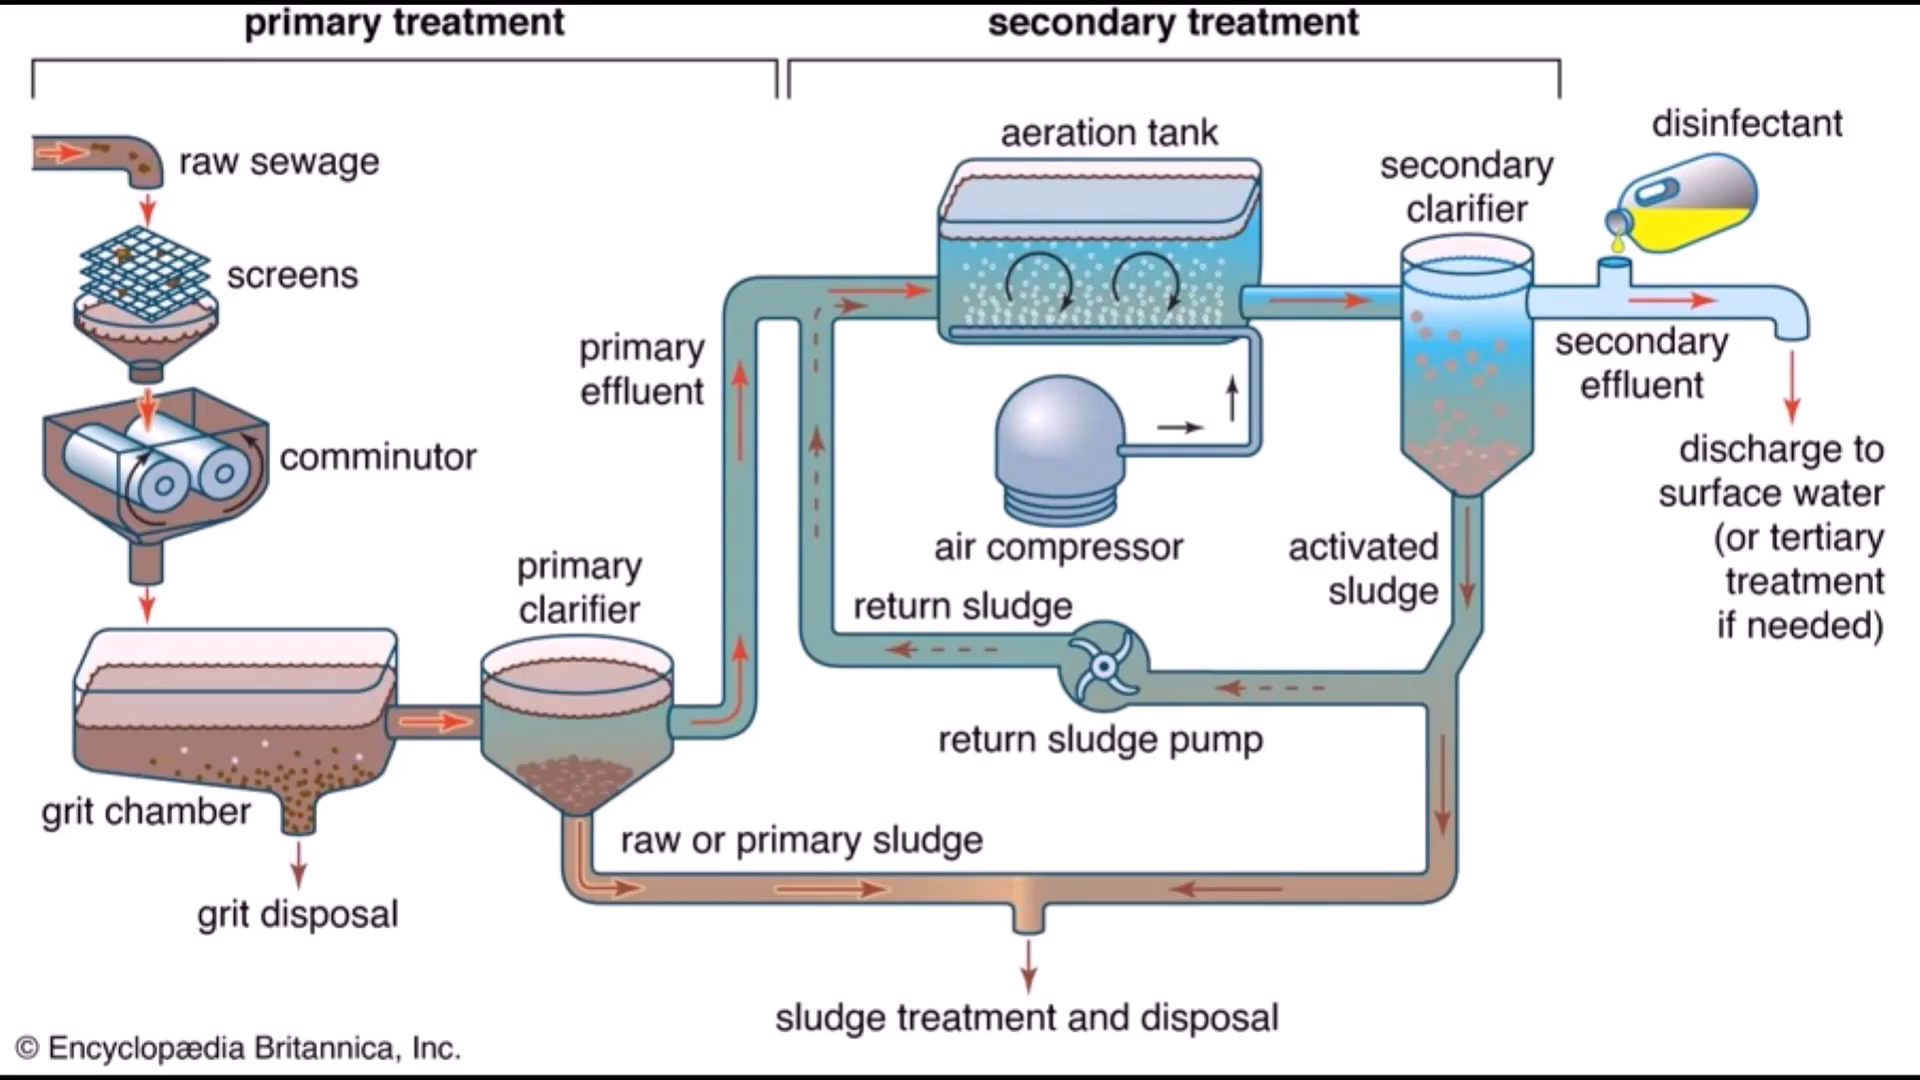 primary treatment
secondary treatment
raw sewage
screens
comminutor
grit chamber
grit disposal
primary
clarifier
raw or primary sludge
primary
effluent
aeration tank
air compressor
return sludge
return sludge pump
secondary
clarifier
activated
sludge
disinfectant
secondary
effluent
discharge to
surface water
(or tertiary
treatment
if needed)
sludge treatment and disposal
© Encyclopædia Britannica, Inc.